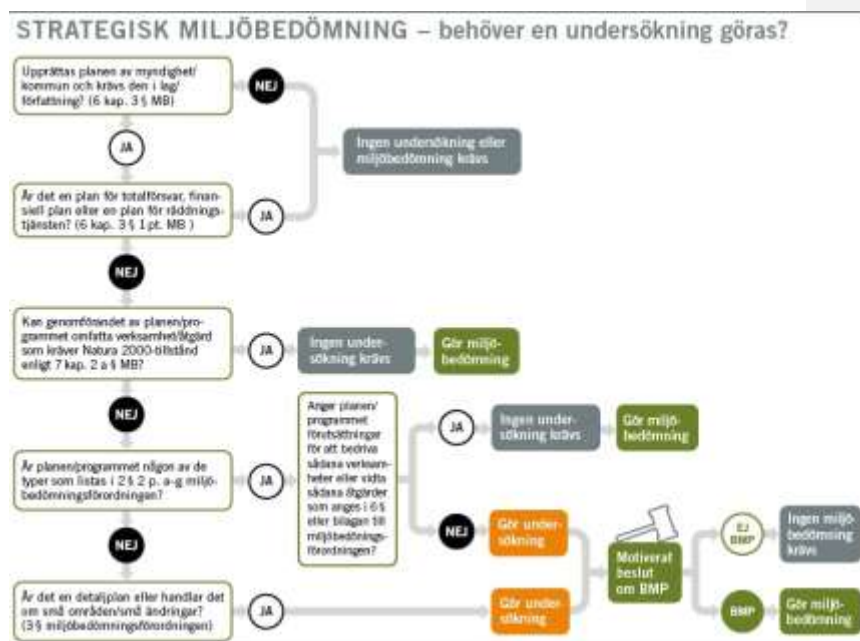 STRATEGISK MILJÖBEDÖMNING – behöver en undersökning göras?
Upprättas planen av myndighet/
kommun och krävs den i lag/
författning? (6 kap. 3 § MB)
NEJ
JA
Ingen undersökning eller
miljöbedömning krävs
Är det en plan för totalförsvar, finan-
siell plan eller en plan för räddnings-
tjänsten? (6 kap. 3 § 1 pt. MB )
JA
NEJ
Kan genomförandet av planen/pro-
grammet omfatta verksamhet/åtgärd
som kräver Natura 2000-tillstånd
enligt 7 kap. 2 a § MB?
JA
Ingen under-
sökning krävs
Gör miljö-
bedömning
NEJ
Är planen/programmet någon av de
typer som listas i 2 § 2 p. a-g miljö-
bedömningsförordningen?
JA
Anger planen/
programmet
förutsättningar
för att bedriva
sådana verksam-
heter eller vidta
sådana åtgärder
som anges i 6 §
eller bilagan till
miljöbedönings-
förordningen?
JA
Ingen under-
sökning krävs
Gör miljö-
bedömning
NEJ
Gör under-
sökning
Motiverat
beslut
om BMP
EJ
BMP
Ingen miljö-
bedömning
krävs
BMP
Gör miljö-
bedömning
NEJ
Är det en detaljplan eller handlar det
om små områden/små ändringar?
(3 § miljöbedömningsförordningen)
JA
Gör under-
sökning